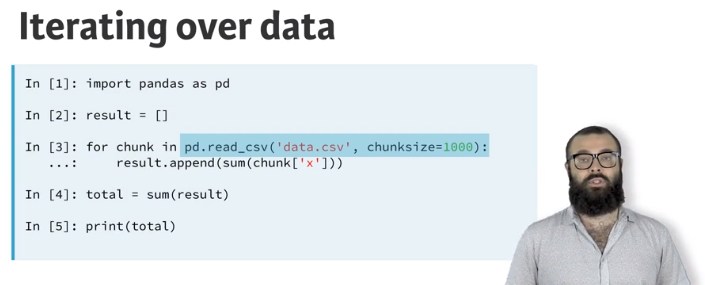 Iterating over data
In [1]: import pandas as pd
In [2]: result = []
In [3]: for chunk in pd.read_csv('data.csv', chunksize=1000):
...: result.append(sum(chunk['x']))
In [4]: total = sum(result)
In [5]: print(total)